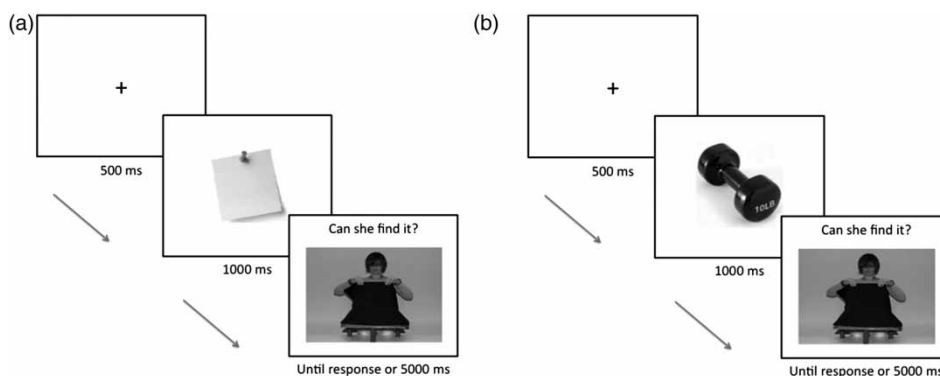 (a)
+
500 ms
1000 ms
Can she find it?
Until response or 5000 ms
(b)
+
500 ms
10LB
1000 ms
Can she find it?
Until response or 5000 ms